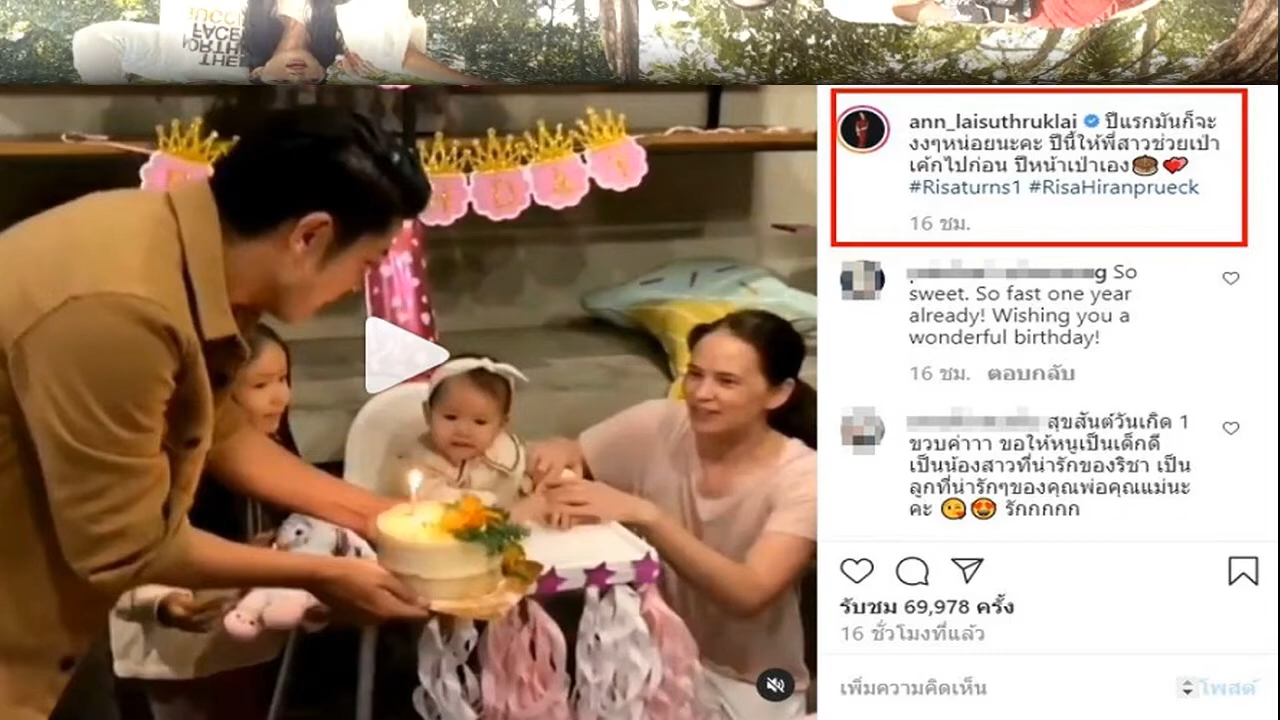 GUCCI
FACE
NORTH
THE
ann_laisuthruklai ปีแรกมันก็จะ
งงๆหน่อยนะคะ ปีนี้ให้พี่สาวช่วยเป่า
เค้กไปก่อน ปีหน้าเป่าเอง🎂💕
#Risaturns1 #RisaHiranprueck
16 ชม.
g So
sweet. So fast one year
already! Wishing you a
wonderful birthday!
16 ชม. ตอบกลับ
สุขสันต์วันเกิด 1
ขวบค่าาา ขอให้หนูเป็นเด็กดี
เป็นน้องสาวที่น่ารักของริชา เป็น
ลูกที่น่ารักๆของคุณพ่อคุณแม่นะ
คะ 😘😍 รักกกกก
รับชม 69,978 ครั้ง
16 ชั่วโมงที่แล้ว
เพิ่มความคิดเห็น
โพสต์